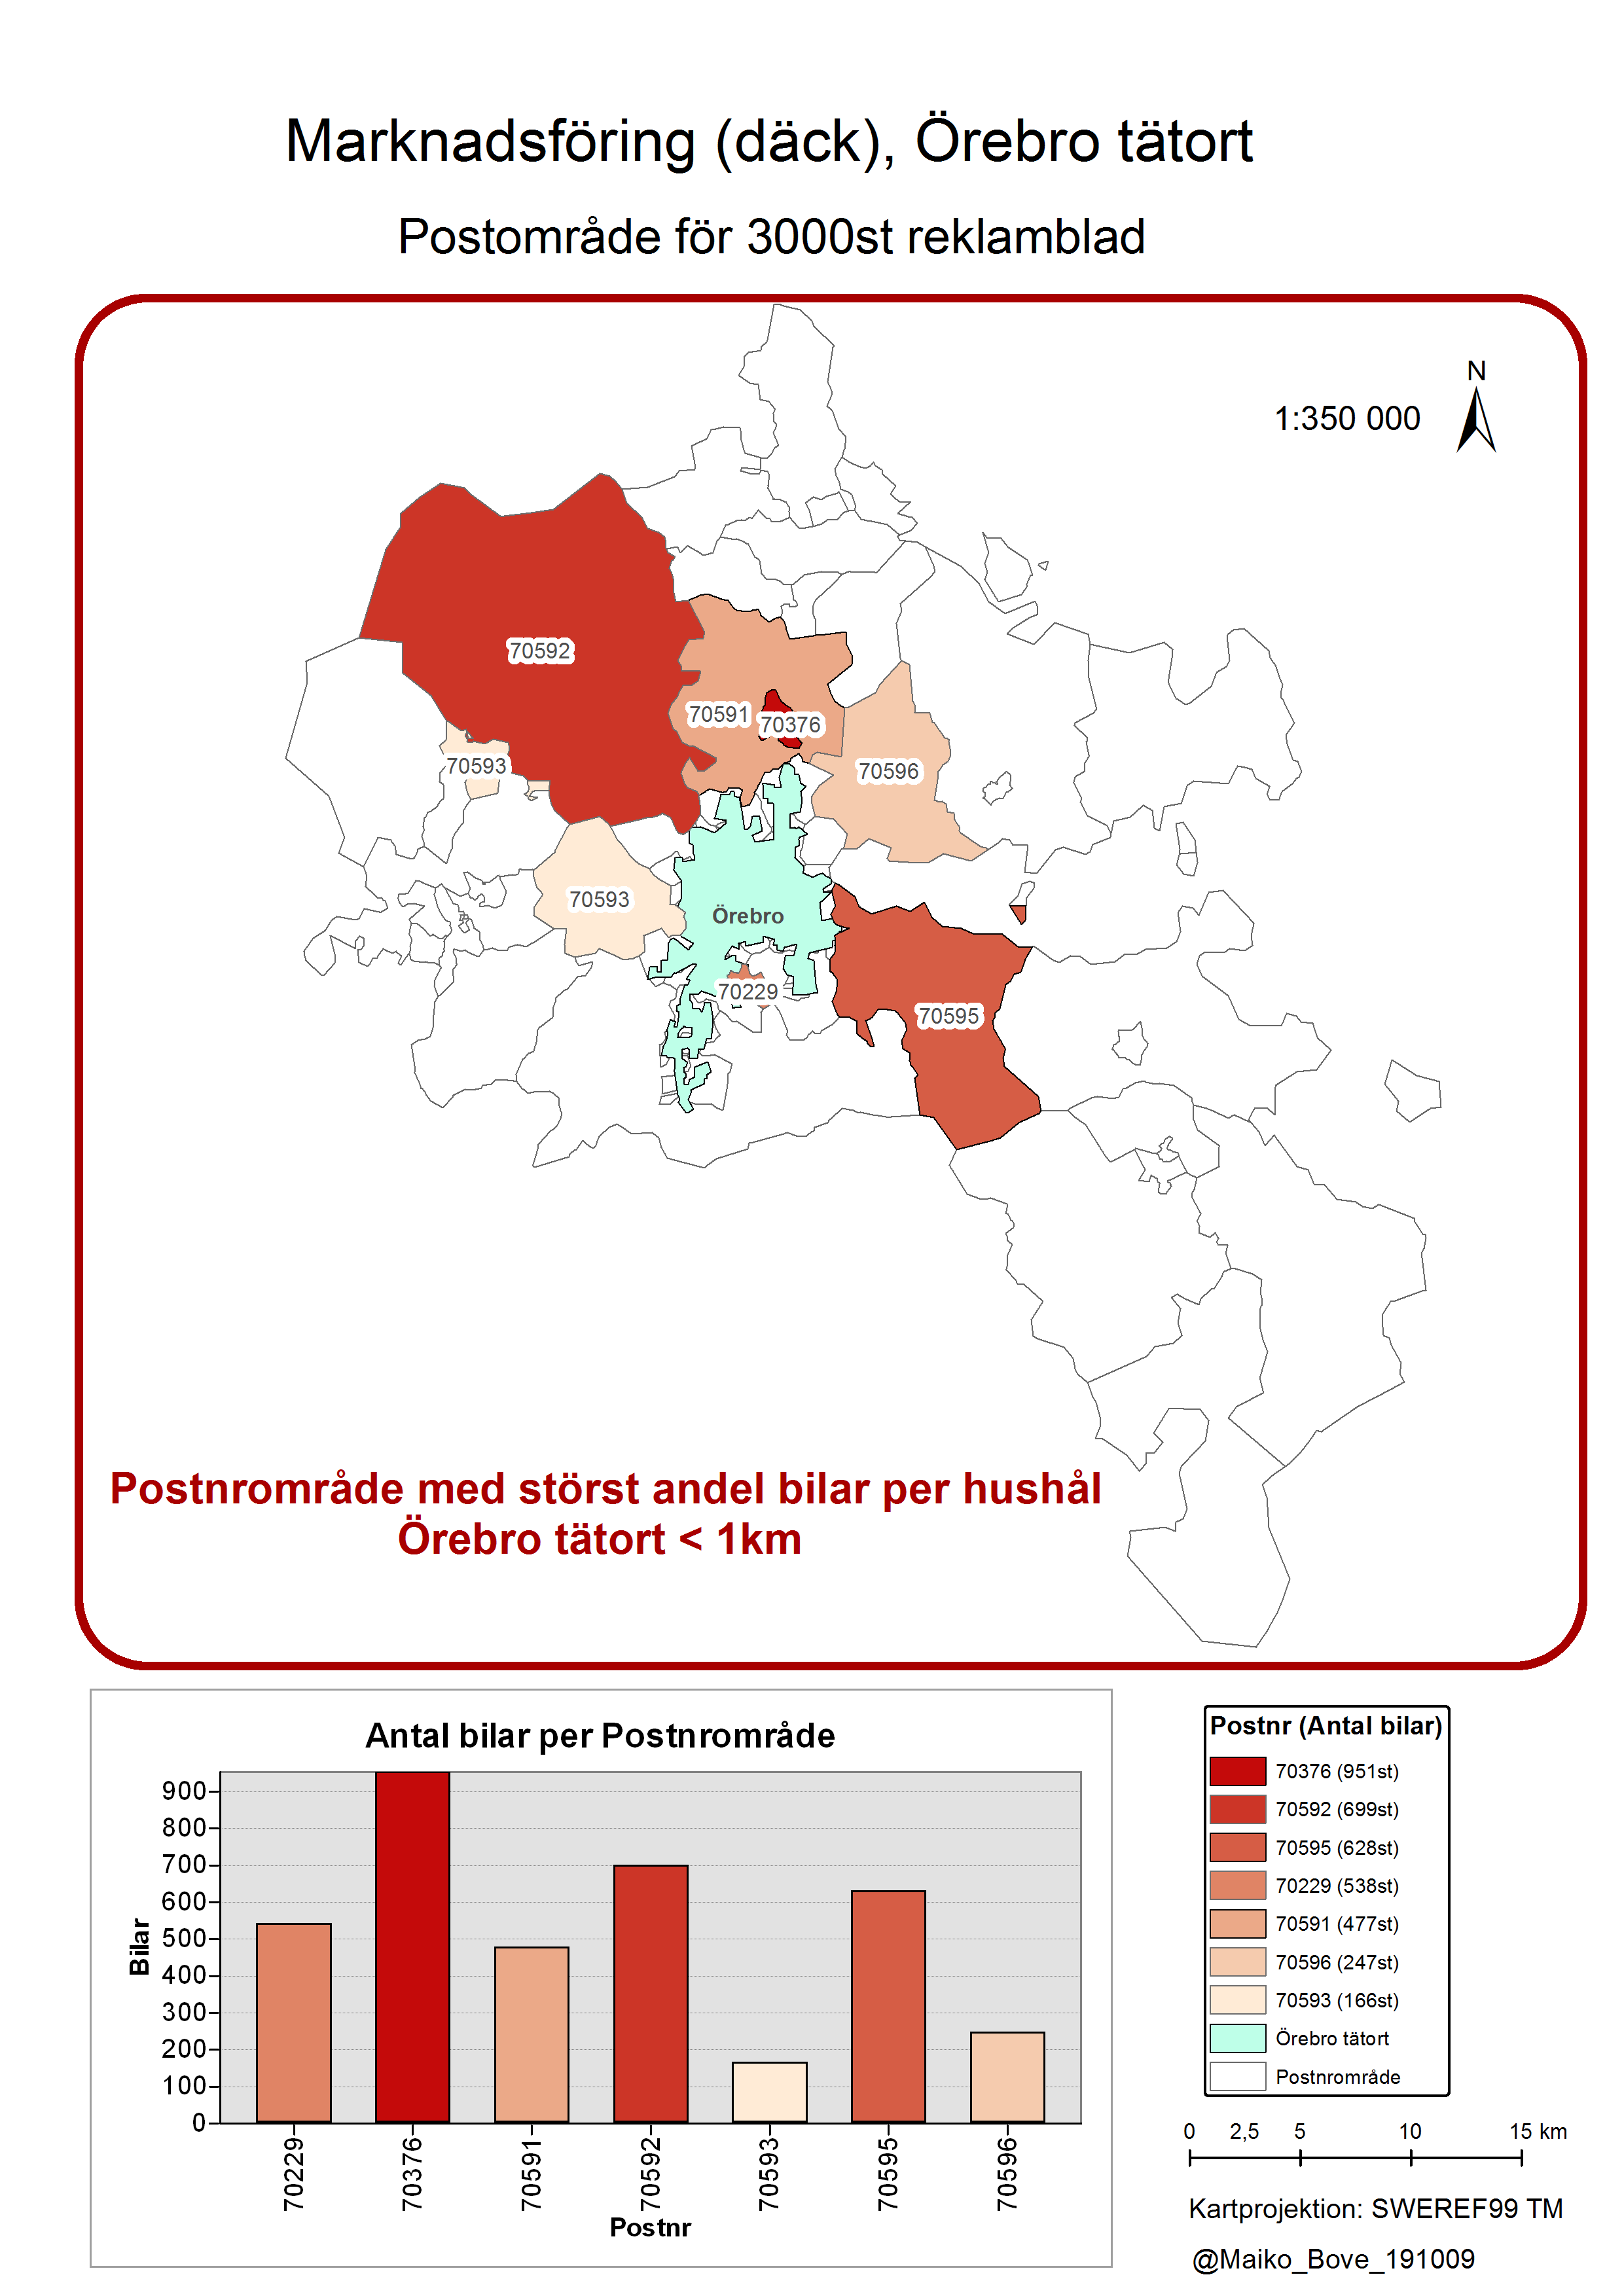 Marknadsföring (däck), Örebro tätort
Postområde för 3000st reklamblad
N
1:350 000
70592
70591
70376
70593
70596
70593
Örebro
70229
70595
Postnrområde med störst andel bilar per hushål
Örebro tätort < 1km
Antal bilar per Postnrområde
Bilar
900
800
700
600
500
400
300
200
100
0
70229
70376
70591
70592
70593
70595
70596
Postnr
Postnr (Antal bilar)
70376 (951st)
70592 (699st)
70595 (628st)
70229 (538st)
70591 (477st)
70596 (247st)
70593 (166st)
Örebro tätort
Postnrområde
0 2,5 5 10 15 km
Kartprojektion: SWEREF99 TM
@Maiko_Bove_191009